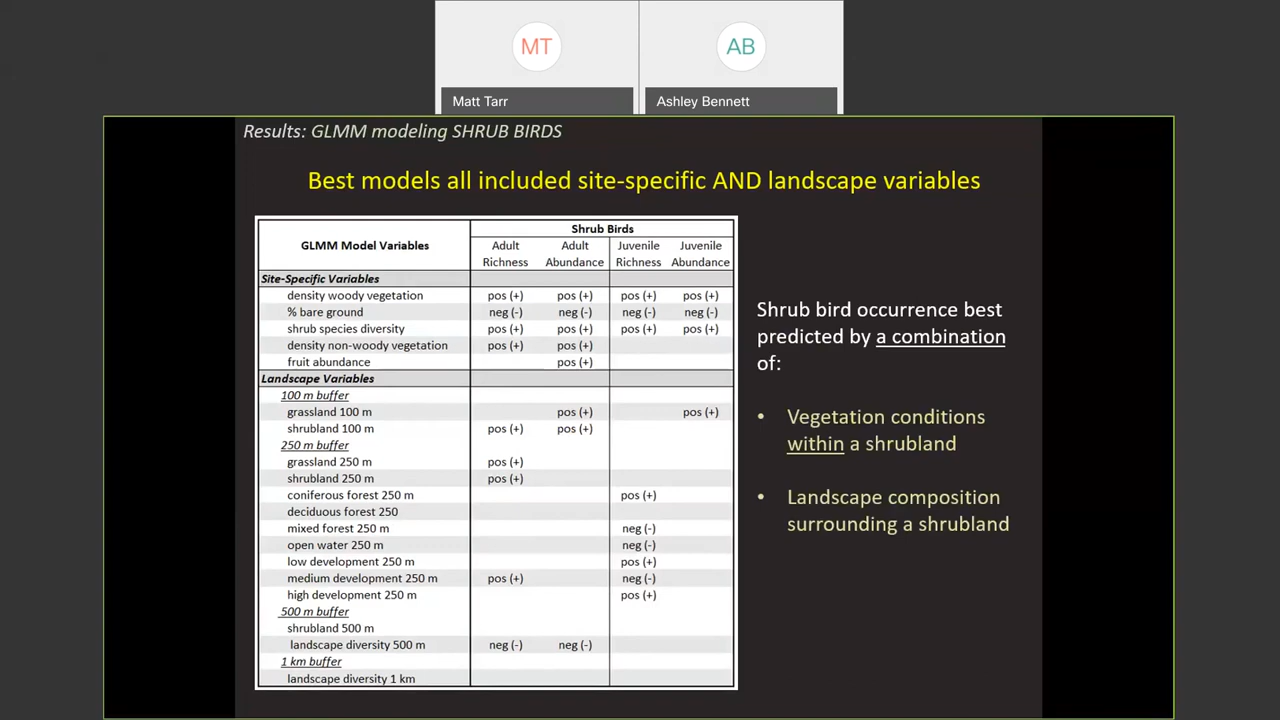 MT
AB
Matt Tarr
Ashley Bennett
Results: GLMM modeling SHRUB BIRDS
Best models all included site-specific AND landscape variables
GLMM Model Variables
Shrub Birds
Adult Richness
Adult Abundance
Juvenile Richness
Juvenile Abundance
Site-Specific Variables
density woody vegetation pos (+) pos (+) pos (+) pos (+)
% bare ground neg (-) neg (-) neg (-) neg (-)
shrub species diversity pos (+) pos (+) pos (+) pos (+)
density non-woody vegetation pos (+) pos (+)
fruit abundance pos (+)
Landscape Variables
100 m buffer
grassland 100 m pos (+) pos (+)
shrubland 100 m pos (+) pos (+)
250 m buffer
grassland 250 m pos (+)
shrubland 250 m pos (+)
coniferous forest 250 m pos (+)
deciduous forest 250
mixed forest 250 m neg (-)
open water 250 m neg (-)
low development 250 m pos (+)
medium development 250 m pos (+) neg (-)
high development 250 m pos (+)
500 m buffer
shrubland 500 m
landscape diversity 500 m neg (-) neg (-)
1 km buffer
landscape diversity 1 km
Shrub bird occurrence best
predicted by a combination
of:
• Vegetation conditions
within a shrubland
• Landscape composition
surrounding a shrubland